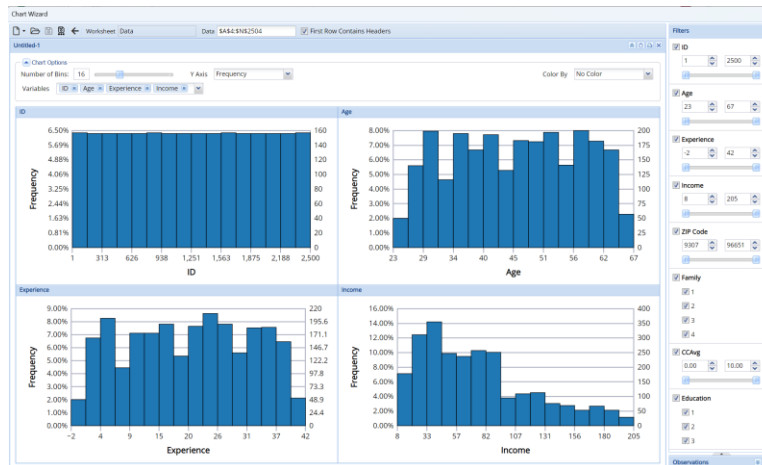 Chart Wizard
Worksheet Data Data $A$4:$N$2504 First Row Contains Headers
Untitled-1
Chart Options
Number of Bins: 16 Y Axis Frequency Color By No Color
Variables ID Age Experience Income
ID
6.50%
5.69%
4.88%
4.06%
3.25%
2.44%
1.63%
0.81%
0.00%
Frequency
160
140
120
100
80
60
40
20
0
1 313 626 938 1,251 1,563 1,875 2,188 2,500
ID
Age
8.00%
7.00%
6.00%
5.00%
4.00%
3.00%
2.00%
1.00%
0.00%
Frequency
200
175
150
125
100
75
50
25
0
23 29 34 40 45 51 56 62 67
Age
Experience
9.00%
8.00%
7.00%
6.00%
5.00%
4.00%
3.00%
2.00%
1.00%
0.00%
Frequency
220
195.6
171.1
146.7
122.2
97.8
73.3
48.9
24.4
0
-2 4 9 15 20 26 31 37 42
Experience
Income
16.00%
14.00%
12.00%
10.00%
8.00%
6.00%
4.00%
2.00%
0.00%
Frequency
400
350
300
250
200
150
100
50
0
8 33 57 82 107 131 156 180 205
Income
Filters
ID
1 2500
Age
23 67
Experience
-2 42
Income
8 205
ZIP Code
9307 96651
Family
1
2
3
4
CCAvg
0.00 10.00
Education
1
2
3
Observations